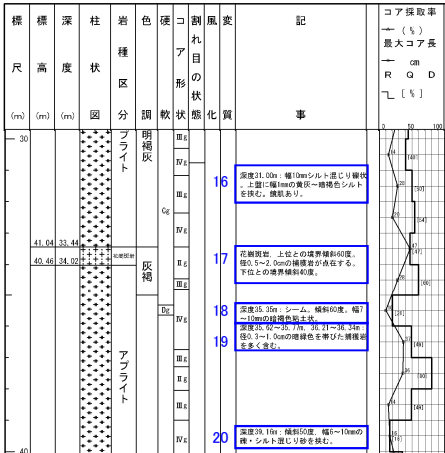 標尺(m)
標高(m)
深度(m)
柱状図
岩種区分
色調
硬軟
コア形状
割れ目の状態
風化
変質
記事
コア採取率
(%)
最大コア長
cm
R Q D
[%]
0 50 100
30
アプライト
明褐灰
Ⅲg
Ⅳg
Ⅲg
Cg
Ⅳg
16
深度31.00m：幅10mmシルト混じり礫状
。上盤に幅1mmの黄灰～暗褐色シルト
を挟む。鏡肌あり。
41.04 33.44
40.46 34.02
花樹斑岩
灰褐
Ⅲg
Ⅱg
Ⅲg
17
花樹斑岩、上位との境界傾斜60度。
径0.5～2.0cmの捕獲岩が点在する。
下位との境界傾斜40度。
Dg
Ⅳg
18
深度35.35m：シーム。傾斜60度、幅7
～10mmの暗褐色粘土状。
19
深度35.62～35.77m、36.21～36.34m：
径0.3～1.0cmの暗緑色を帯びた捕獲岩
を多く含む。
アプライト
Ⅲg
Ⅱg
Ⅲg
Ⅳg
20
深度39.16m：傾斜50度、幅6～10mmの
礫・シルト混じり砂を挟む。
40